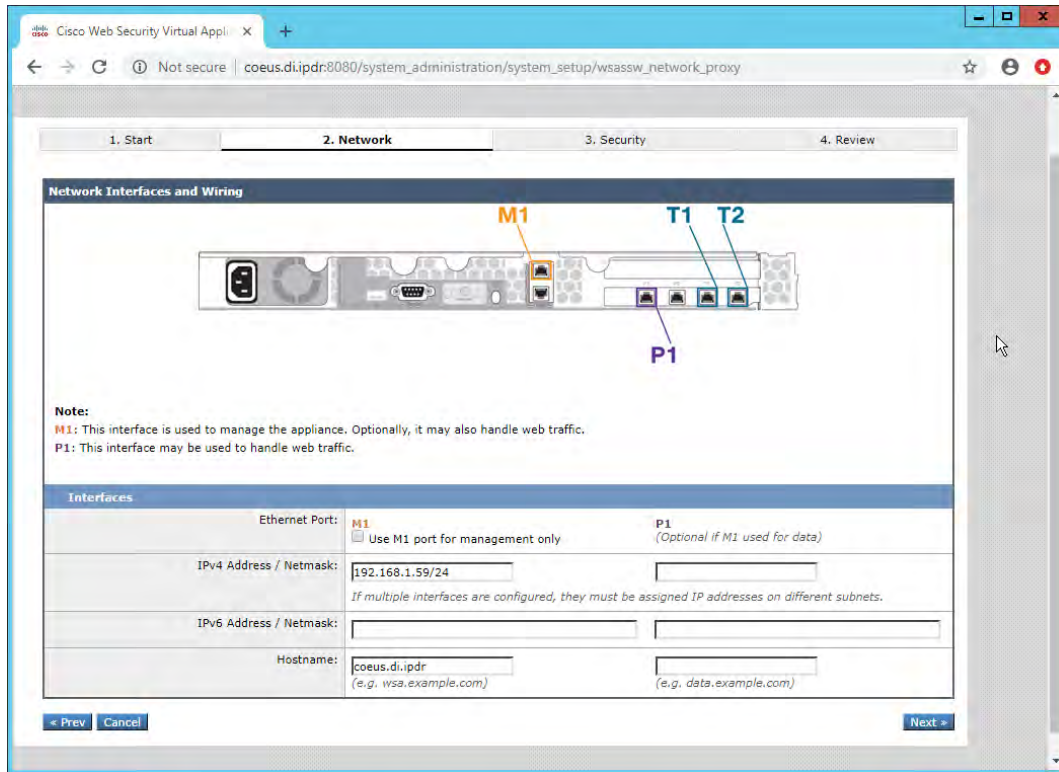 Cisco Web Security Virtual Appli
Not secure | coeus.di.ipdr:8080/system_administration/system_setup/wsassw_network_proxy
1. Start
2. Network
3. Security
4. Review
Network Interfaces and Wiring
M1
T1
T2
P1
Note:
M1: This interface is used to manage the appliance. Optionally, it may also handle web traffic.
P1: This interface may be used to handle web traffic.
Interfaces
Ethernet Port:
M1
P1
Use M1 port for management only
(Optional if M1 used for data)
IPv4 Address / Netmask:
192.168.1.59/24
If multiple interfaces are configured, they must be assigned IP addresses on different subnets.
IPv6 Address / Netmask:
Hostname:
coeus.di.ipdr
(e.g. wsa.example.com)
(e.g. data.example.com)
« Prev
Cancel
Next »